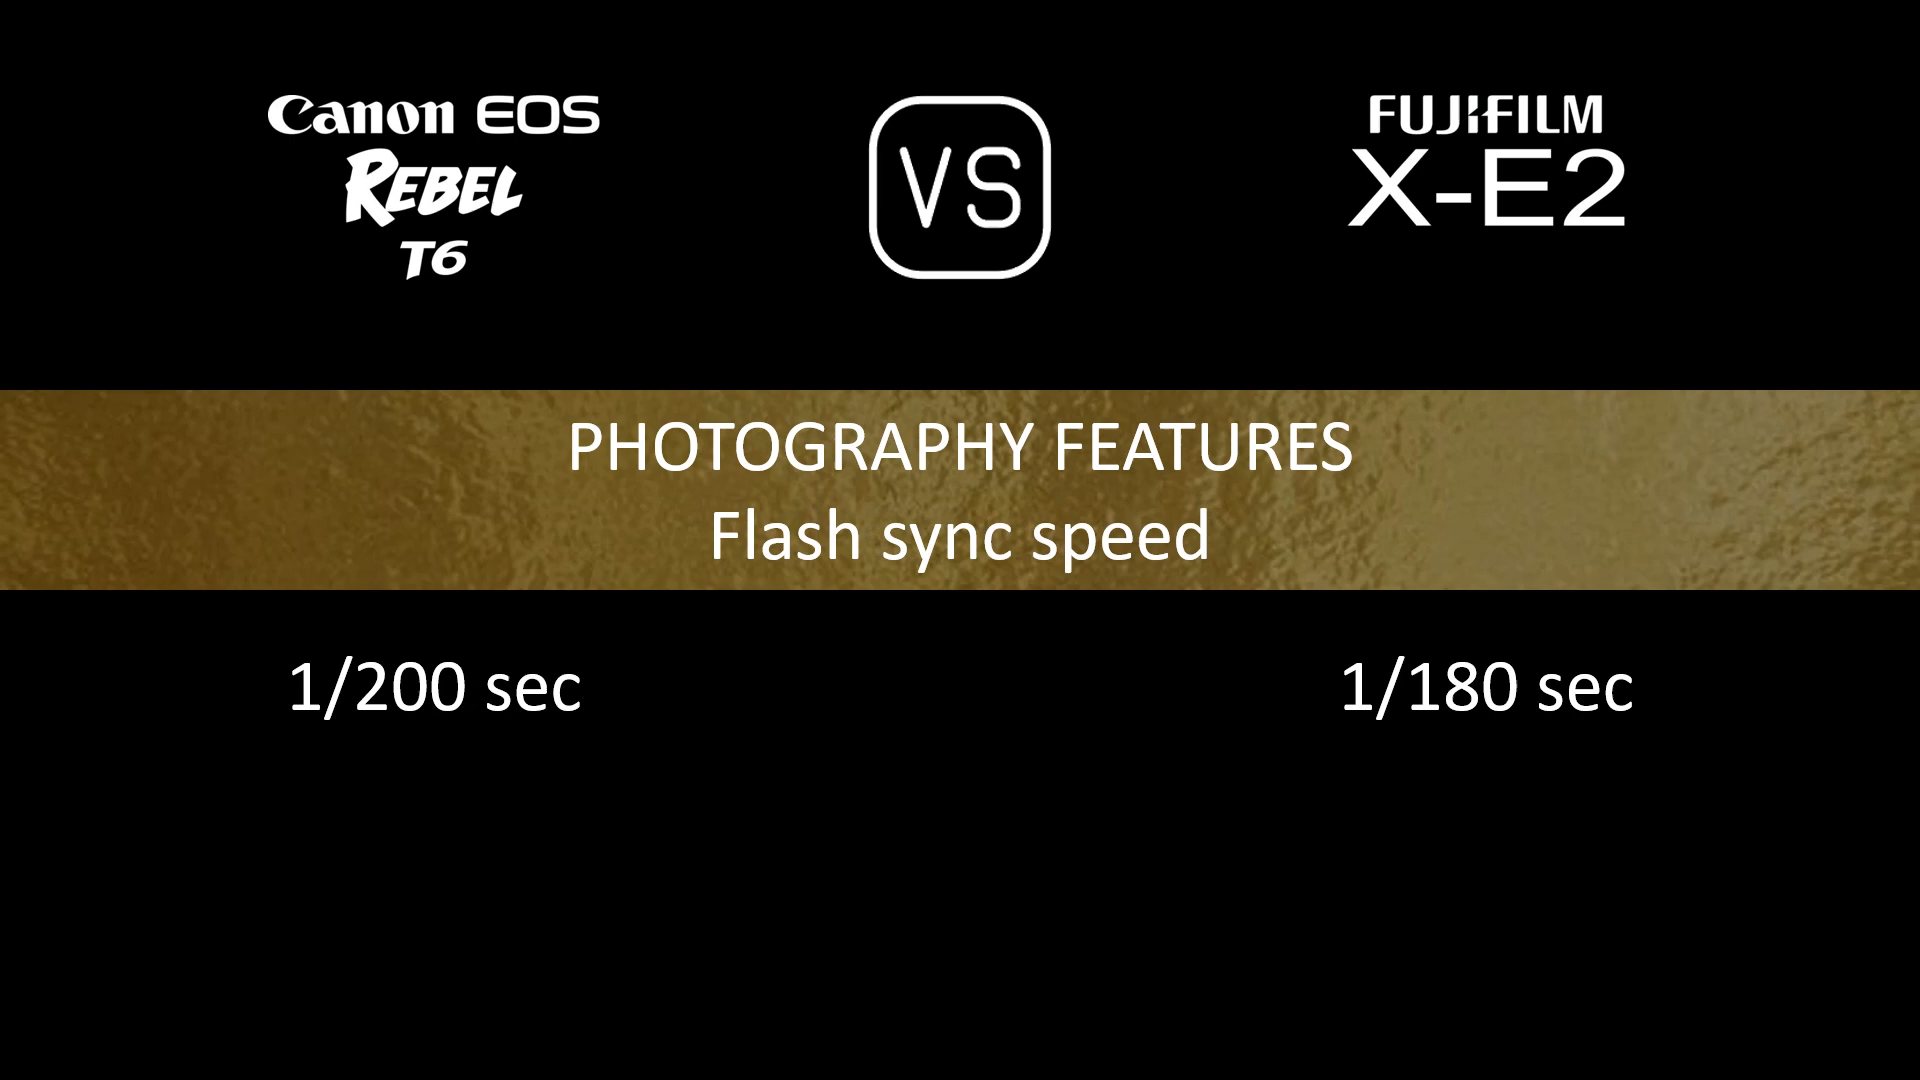 Canon EOS
REBEL
T6
VS
FUJIFILM
X-E2
PHOTOGRAPHY FEATURES
Flash sync speed
1/200 sec
1/180 sec